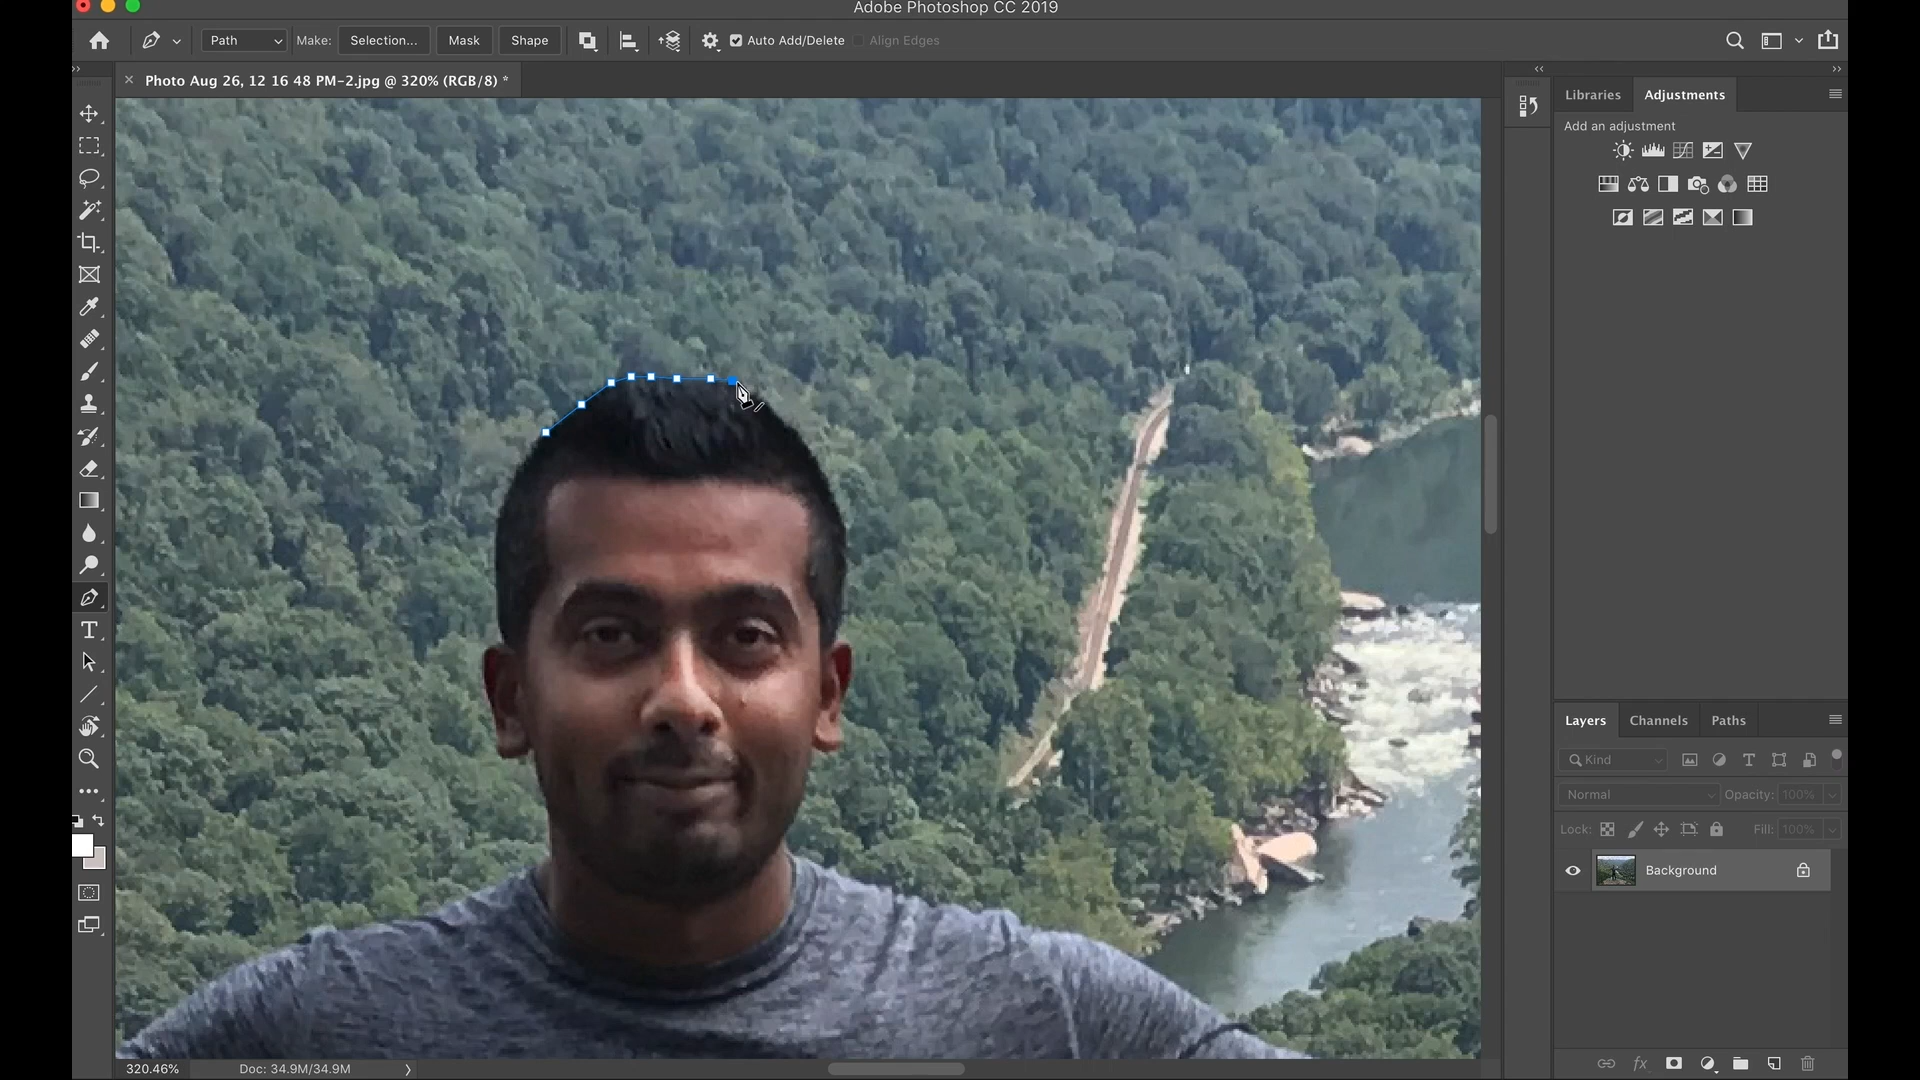 Adobe Photoshop CC 2019
Path Make: Selection... Mask Shape Auto Add/Delete Align Edges
Photo Aug 26, 12 16 48 PM-2.jpg @ 320% (RGB/8) *
Libraries Adjustments
Add an adjustment
Layers Channels Paths
Kind
Normal Opacity: 100%
Lock: Fill: 100%
Background
320.46% Doc: 34.9M/34.9M